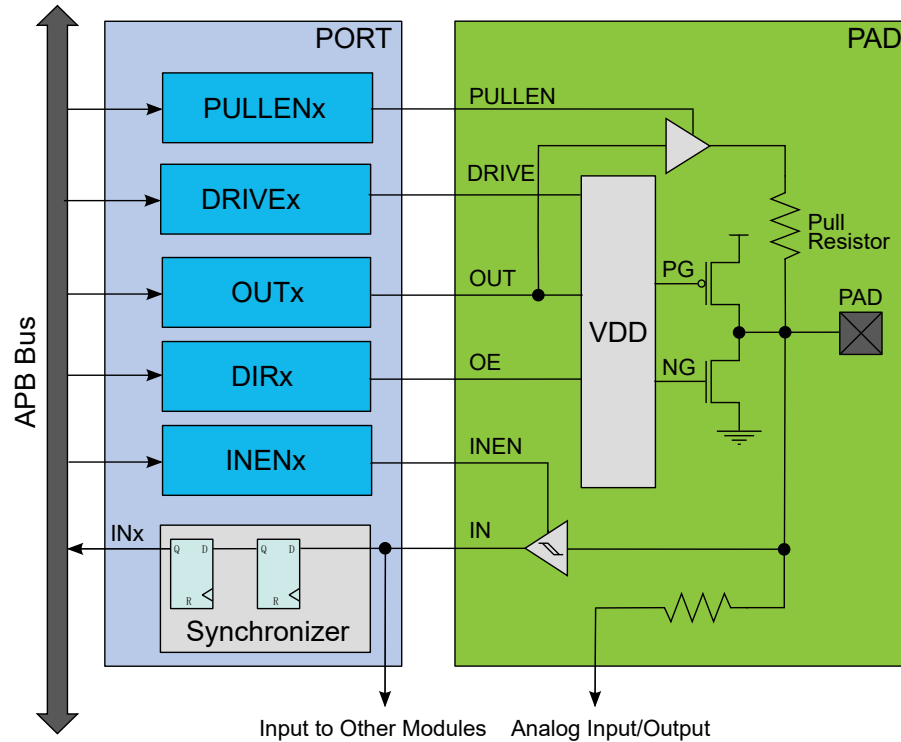 PORT
PAD
APB Bus
PULLENx
PULLEN
DRIVEx
DRIVE
Pull
Resistor
OUTx
OUT
PG
PAD
VDD
DIRx
OE
NG
INENx
INEN
INx
IN
Q D
Q D
R
R
Synchronizer
Input to Other Modules
Analog Input/Output